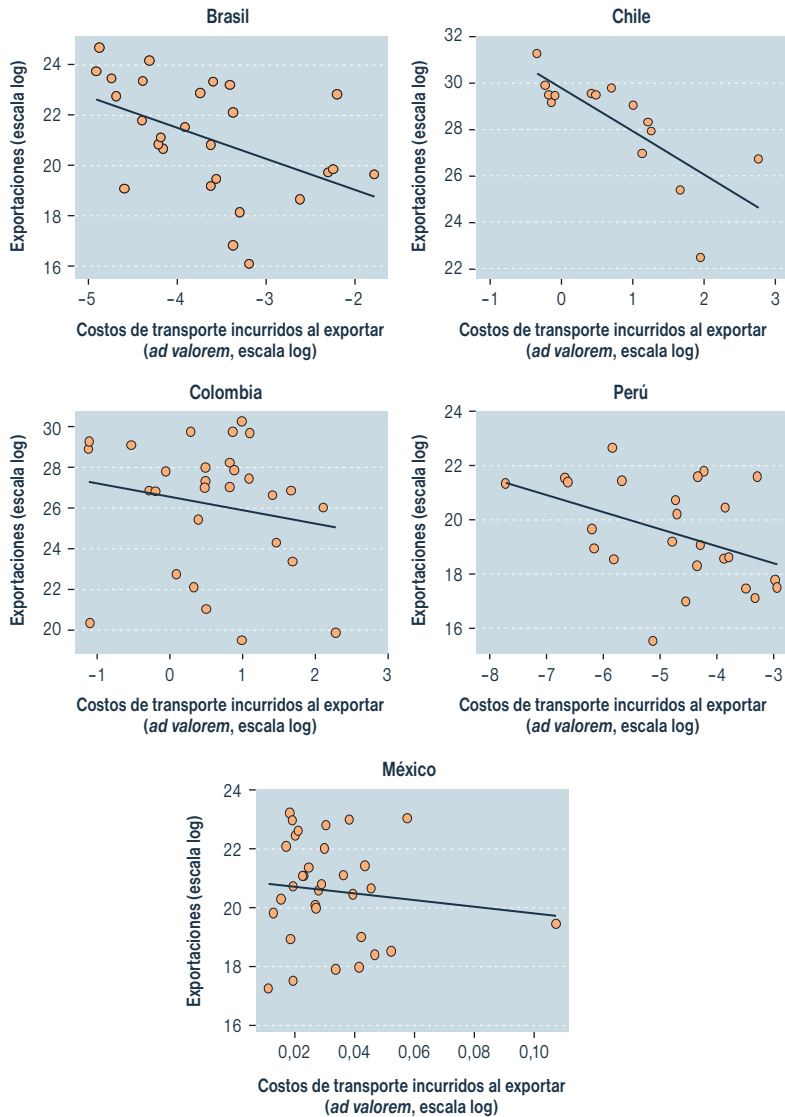 Brasil
Exportaciones (escala log)
24
22
20
18
16
−5 −4 −3 −2
Costos de transporte incurridos al exportar
(ad valorem, escala log)
Chile
Exportaciones (escala log)
32
30
28
26
24
22
−1 0 1 2 3
Costos de transporte incurridos al exportar
(ad valorem, escala log)
Colombia
Exportaciones (escala log)
30
28
26
24
22
20
−1 0 1 2 3
Costos de transporte incurridos al exportar
(ad valorem, escala log)
Perú
Exportaciones (escala log)
24
22
20
18
16
−8 −7 −6 −5 −4 −3
Costos de transporte incurridos al exportar
(ad valorem, escala log)
México
Exportaciones (escala log)
24
22
20
18
16
0,02 0,04 0,06 0,08 0,10
Costos de transporte incurridos al exportar
(ad valorem, escala log)